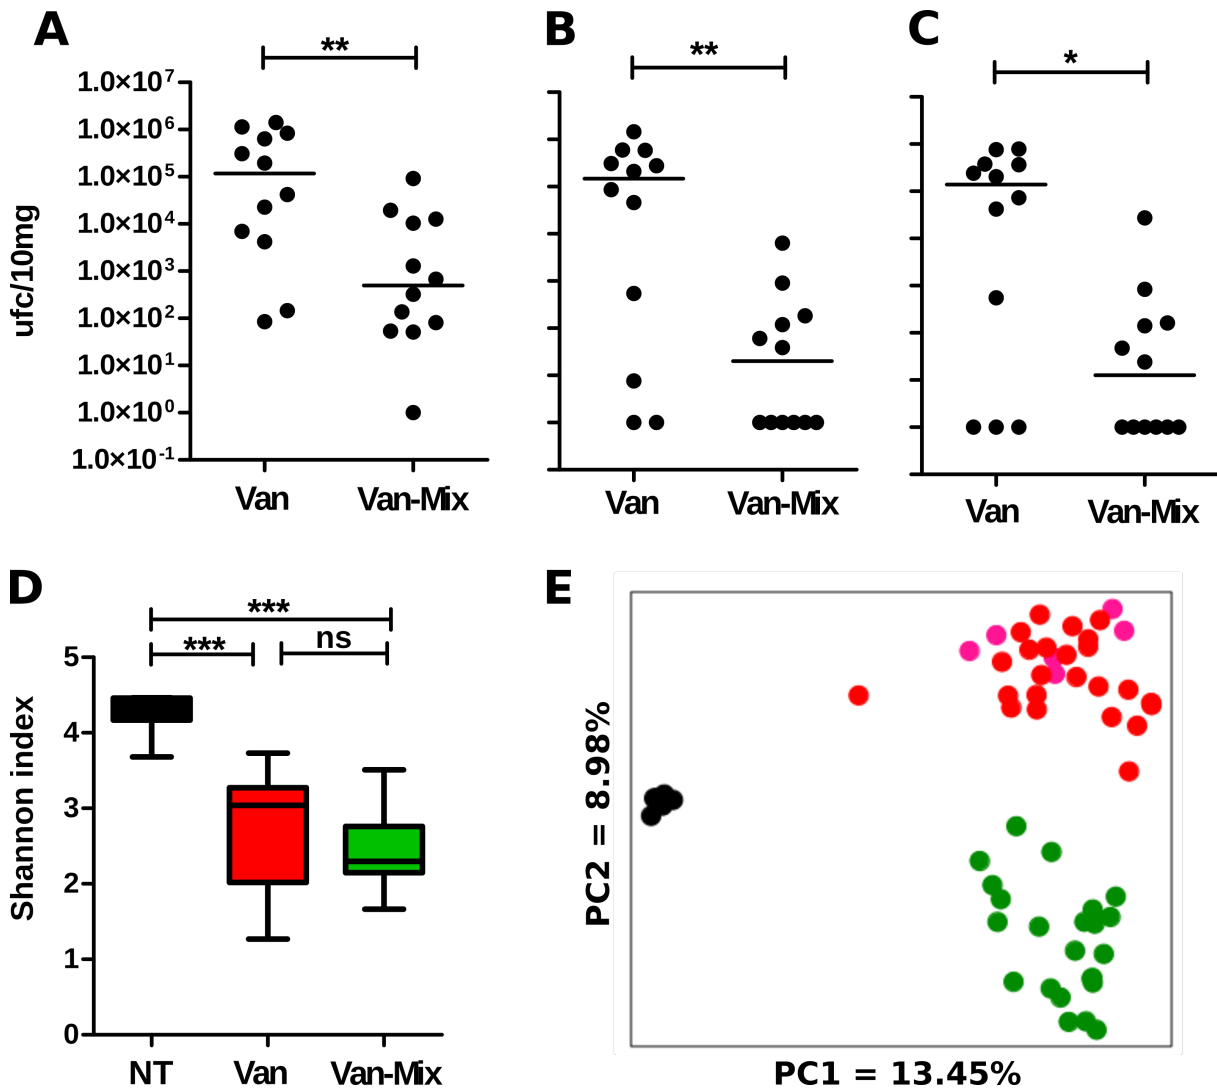 A
**
1.0×10⁷
1.0×10⁶
1.0×10⁵
1.0×10⁴
1.0×10³
1.0×10²
1.0×10¹
1.0×10⁰
1.0×10⁻¹
ufc/10mg
Van
Van-Mix
B
**
Van
Van-Mix
C
*
Van
Van-Mix
D
***
***
ns
5
4
3
2
1
0
Shannon index
NT
Van
Van-Mix
E
PC2 = 8.98%
PC1 = 13.45%